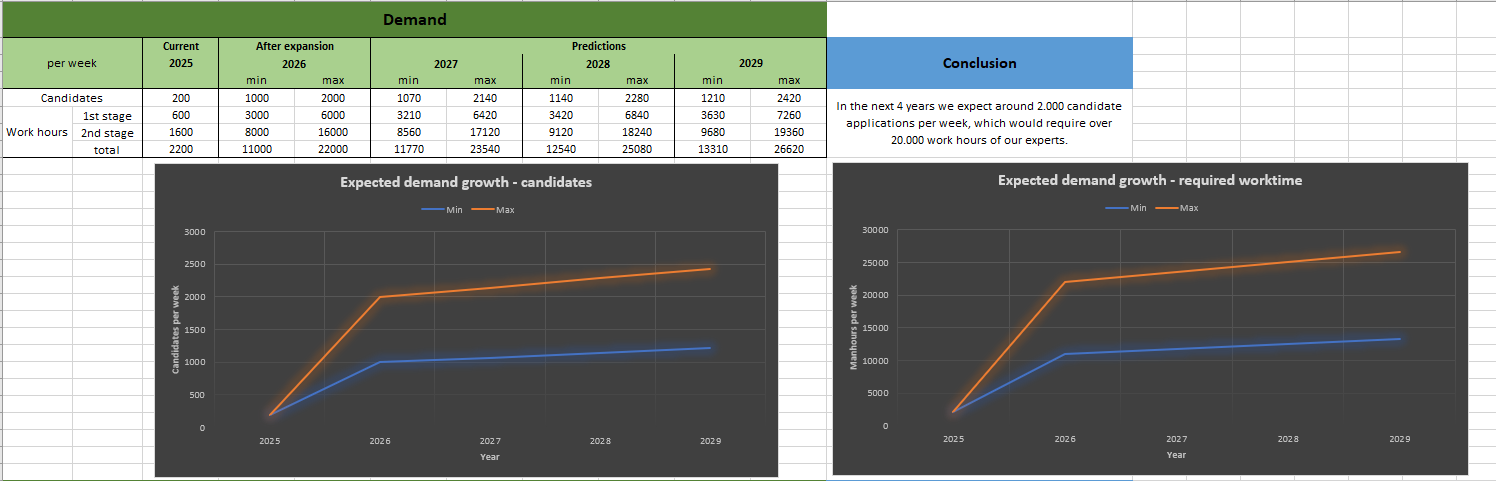 Demand
per week
Current
2025
After expansion
2026
min max
Predictions
2027 2028 2029
min max min max min max
Candidates 200 1000 2000 1070 2140 1140 2280 1210 2420
Work hours
1st stage 600 3000 6000 3210 6420 3420 6840 3630 7260
2nd stage 1600 8000 16000 8560 17120 9120 18240 9680 19360
total 2200 11000 22000 11770 23540 12540 25080 13310 26620
Conclusion
In the next 4 years we expect around 2.000 candidate
applications per week, which would require over
20.000 work hours of our experts.
Expected demand growth - candidates
Min Max
Candidates per week
3000
2500
2000
1500
1000
500
0
2025 2026 2027 2028 2029
Year
Expected demand growth - required worktime
Min Max
Manhours per week
30000
25000
20000
15000
10000
5000
0
2025 2026 2027 2028 2029
Year